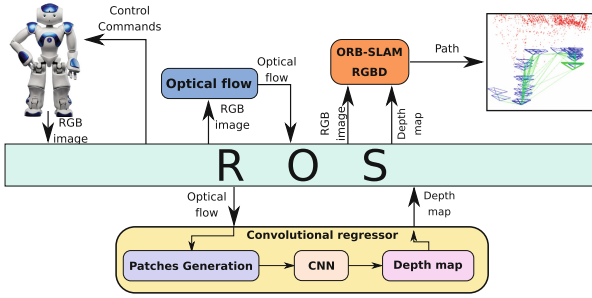 Control
Commands
RGB
image
Optical flow
RGB
image
Optical
flow
ORB-SLAM
RGBD
RGB
image
Depth
map
Path
R O S
Optical
flow
Depth
map
Convolutional regressor
Patches Generation
CNN
Depth map